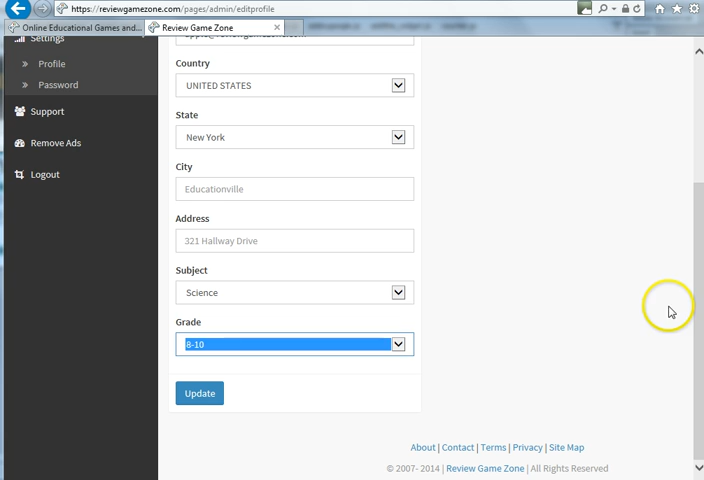 https://reviewgamezone.com/pages/admin/editprofile
Online Educational Games and...
Review Game Zone
Settings
Profile
Password
Support
Remove Ads
Logout
Country
UNITED STATES
State
New York
City
Educationville
Address
321 Hallway Drive
Subject
Science
Grade
8-10
Update
About | Contact | Terms | Privacy | Site Map
© 2007- 2014 | Review Game Zone | All Rights Reserved